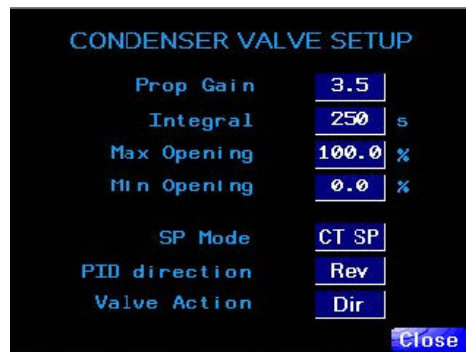 CONDENSER VALVE SETUP
Prop Gain 3.5
Integral 250 s
Max Opening 100.0 %
Min Opening 0.0 %
SP Mode CT SP
PID direction Rev
Valve Action Dir
Close